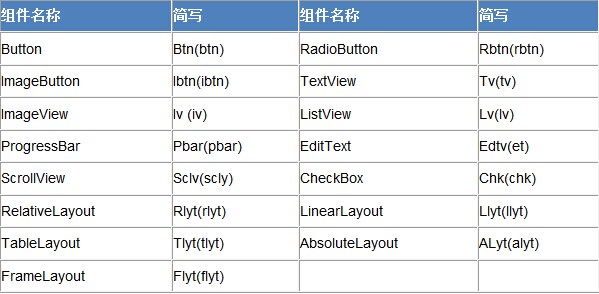 组件名称 简写 组件名称 简写
Button Btn(btn) RadioButton Rbtn(rbtn)
ImageButton Ibtn(ibtn) TextView Tv(tv)
ImageView Iv (iv) ListView Lv(lv)
ProgressBar Pbar(pbar) EditText Edtv(et)
ScrollView Sclv(scly) CheckBox Chk(chk)
RelativeLayout Rlyt(rlyt) LinearLayout Llyt(llyt)
TableLayout Tlyt(tlyt) AbsoluteLayout ALyt(alyt)
FrameLayout Flyt(flyt)